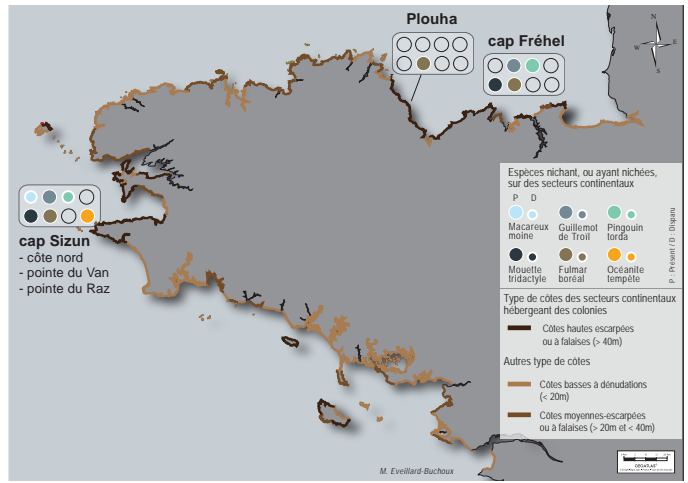 Plouha
cap Fréhel
N
W
E
S
cap Sizun
- côte nord
- pointe du Van
- pointe du Raz
Espèces nichant, ou ayant nichées,
sur des secteurs continentaux
P D
Macareux
moine
Guillemot
de Troïl
Pingouin
torda
Mouette
tridactyle
Fulmar
boréal
Océanite
tempête
P : Présent / D : Disparu
Type de côtes des secteurs continentaux
hébergeant des colonies
Côtes hautes escarpées
ou à falaises (> 40m)
Autres type de côtes
Côtes basses à dénudations
(< 20m)
Côtes moyennes-escarpées
ou à falaises (> 20m et < 40m)
GEOATLAS
M. Eveillard-Buchoux